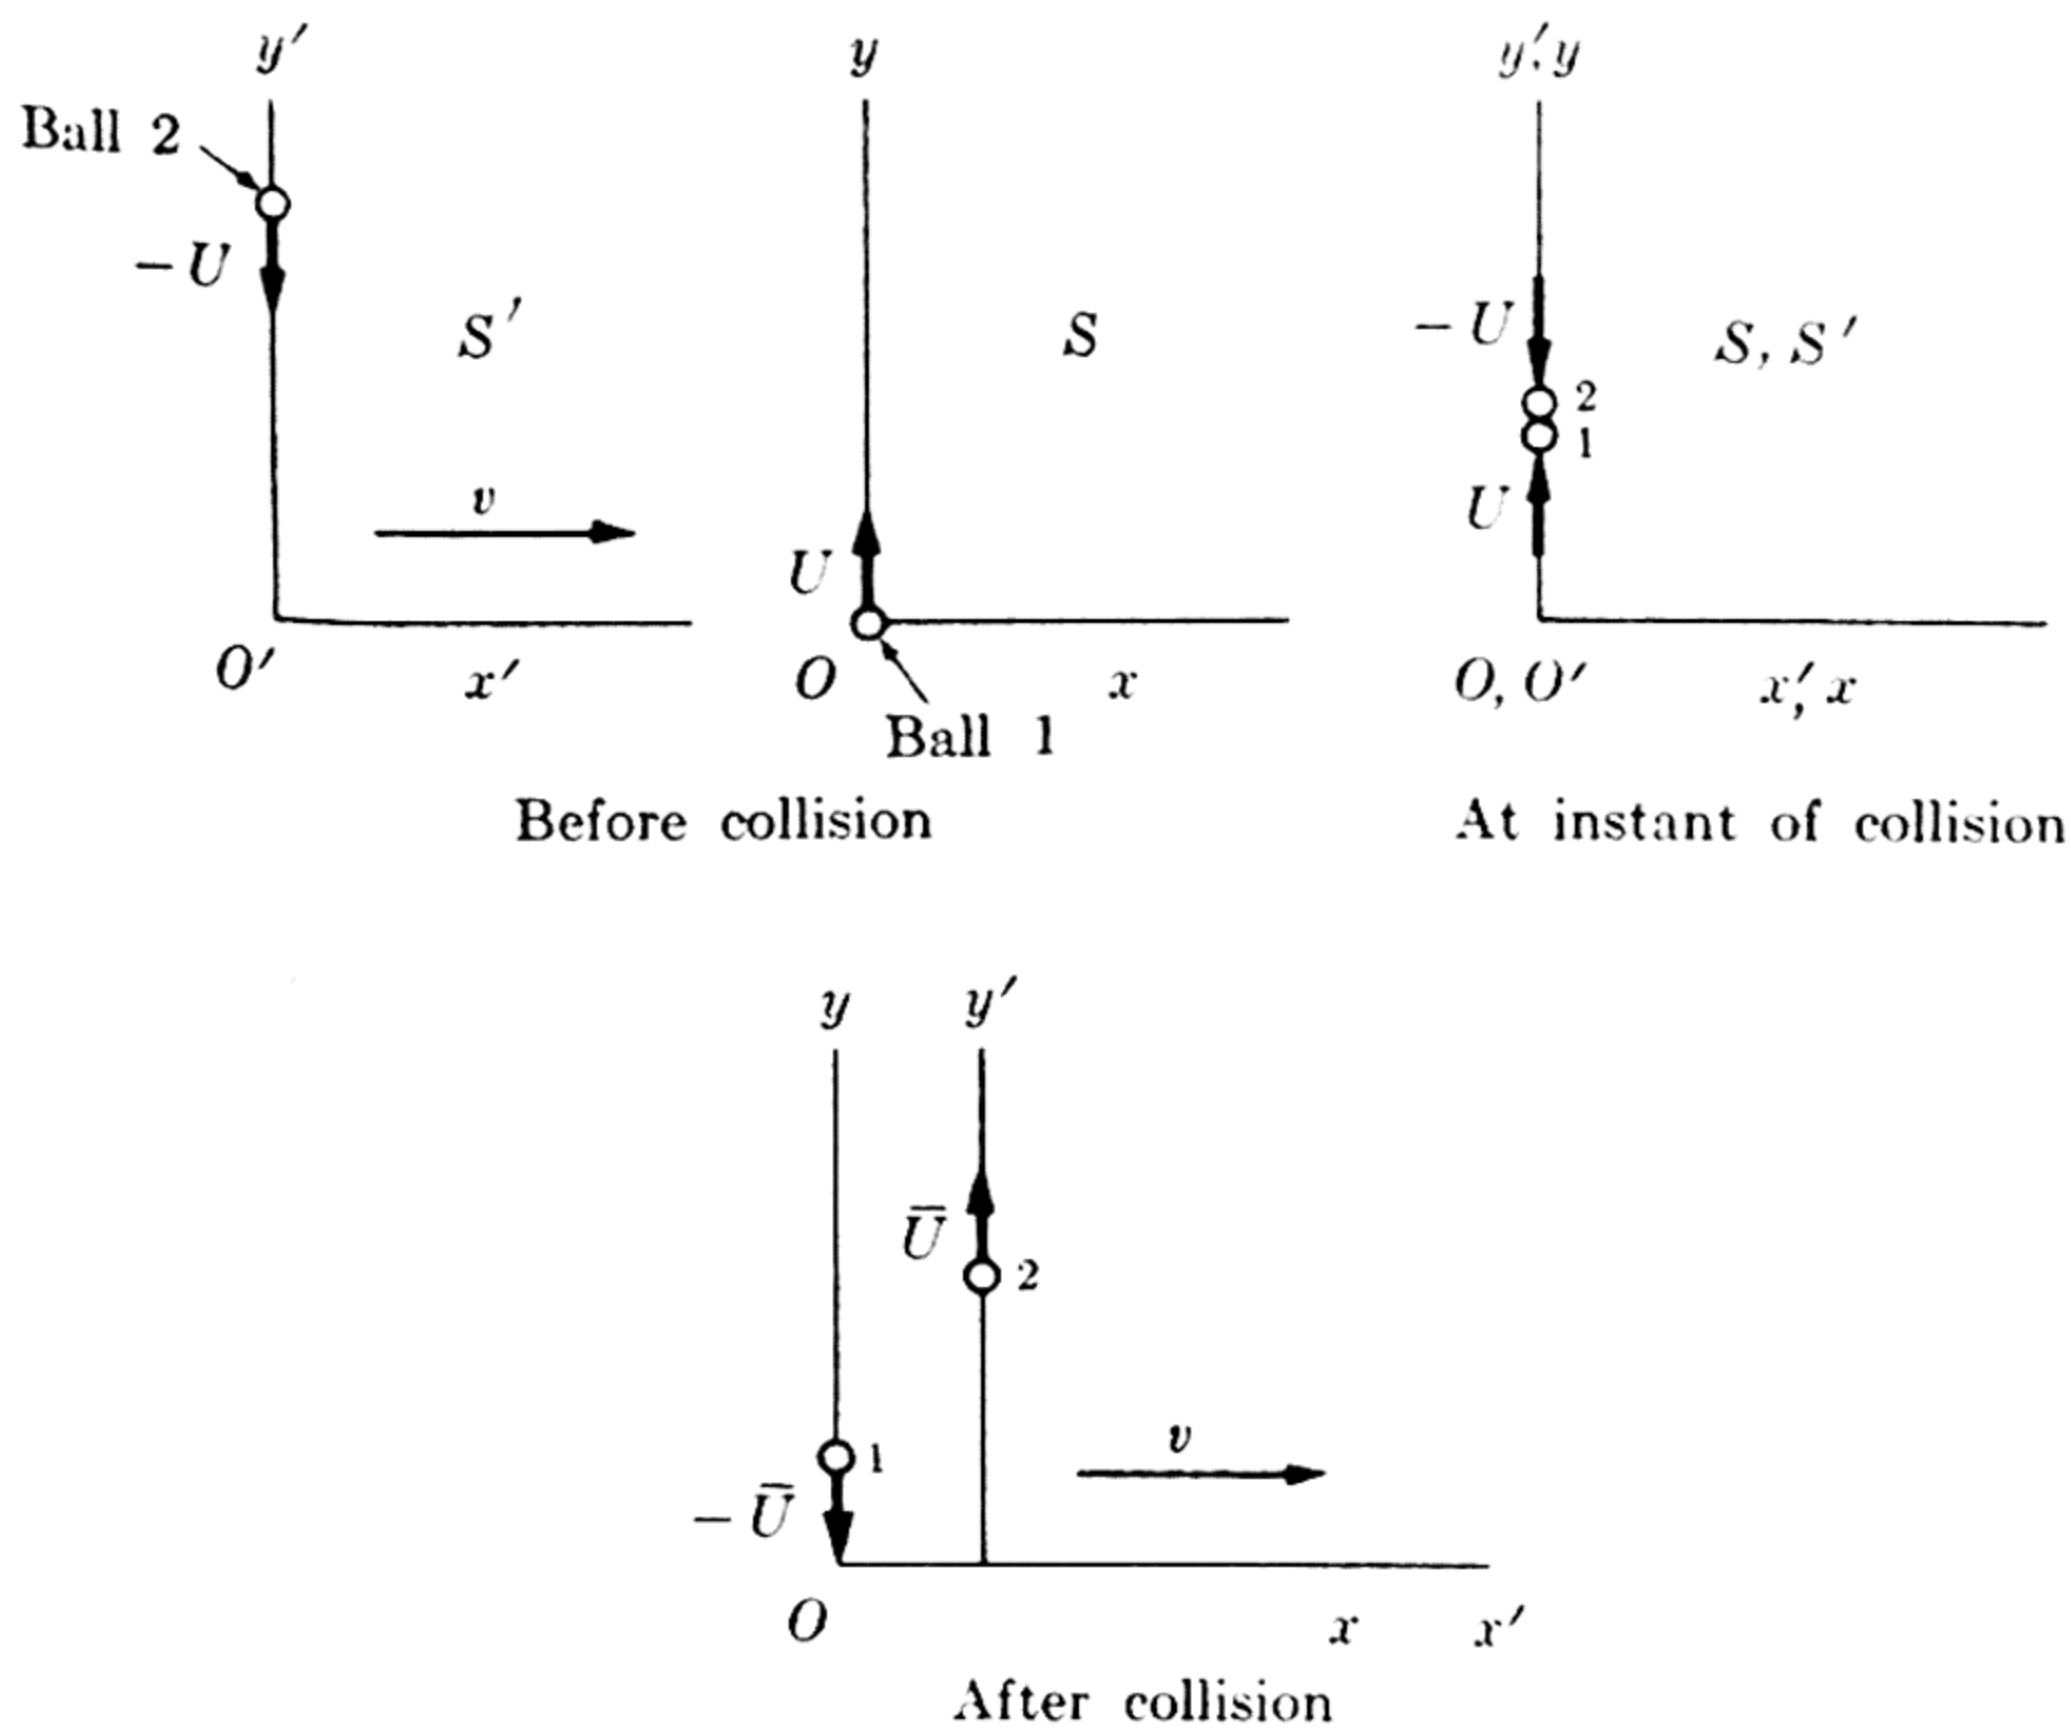 y′ y y′, y
Ball 2
−U S′ S −U S, S′
2
1
v U U
O′ x′ O x O, O′ x′, x
Ball 1
Before collision At instant of collision
y y′
Ū 2
1 v
−Ū
O x x′
After collision